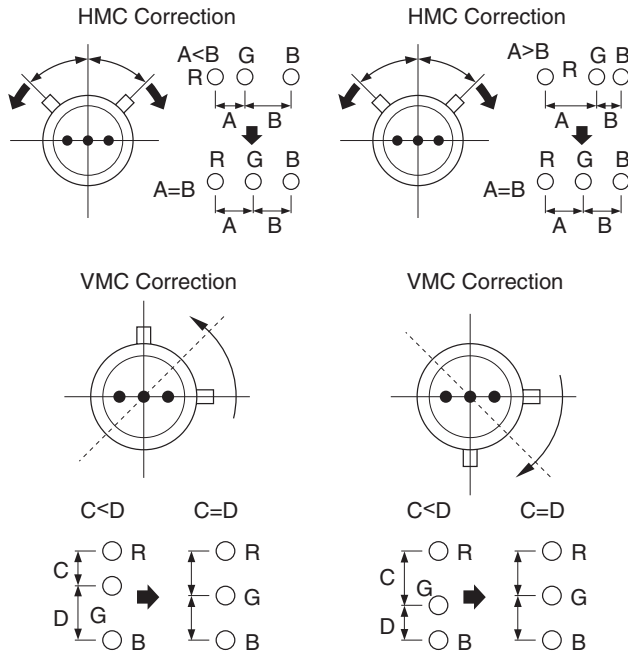 HMC Correction
A<B G B
R
A B
R G B
A=B
A B
HMC Correction
A>B G B
R
A B
R G B
A=B
A B
VMC Correction
C<D C=D
R R
C
G
D G
B B
VMC Correction
C<D C=D
R R
C
G
G
D
B B